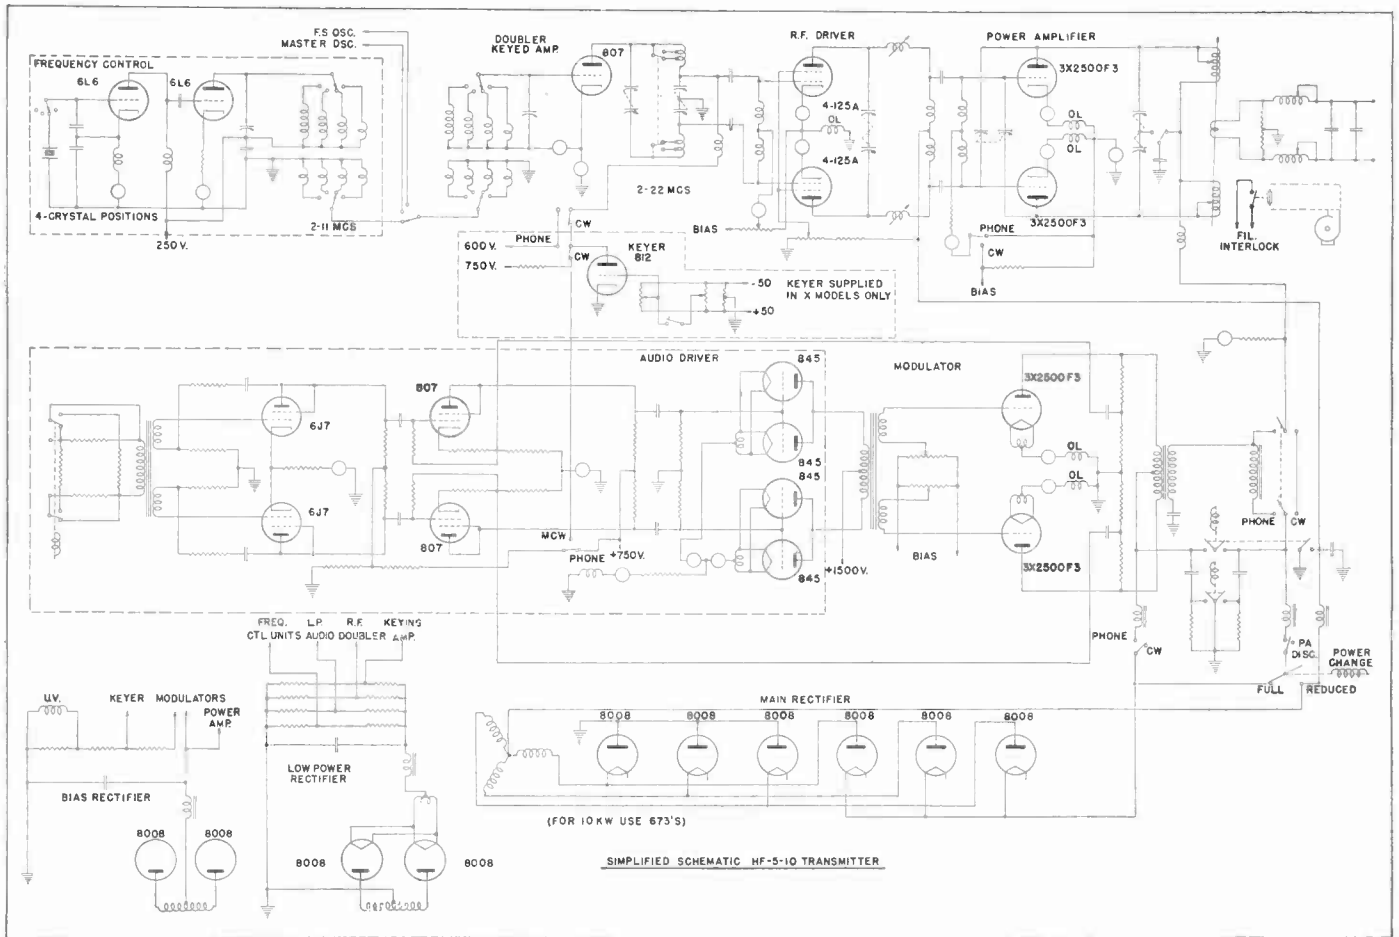 F.S OSC.
MASTER OSC.
FREQUENCY CONTROL
6L6
6L6
4-CRYSTAL POSITIONS
250V.
2-11 MCS
DOUBLER
KEYED AMP.
807
2-22 MCS
R.F. DRIVER
4-125A
OL
4-125A
BIAS
POWER AMPLIFIER
3X2500F3
OL
OL
3X2500F3
PHONE
CW
BIAS
FIL.
INTERLOCK
600V.
PHONE
CW
750V.
CW
KEYER
812
-50
+50
KEYER SUPPLIED
IN X MODELS ONLY
AUDIO DRIVER
6J7
6J7
807
807
MCW
PHONE
+750V.
845
845
845
845
+1500V.
MODULATOR
BIAS
3X2500F3
OL
OL
3X2500F3
PHONE
CW
PHONE
CW
PA
DISC.
POWER
CHANGE
FULL
REDUCED
FREQ.
CTL UNITS
L.P.
AUDIO
R.F.
DOUBLER
KEYING
AMP.
U.V.
KEYER
MODULATORS
POWER
AMP.
BIAS RECTIFIER
8008
8008
LOW POWER
RECTIFIER
8008
8008
MAIN RECTIFIER
8008
8008
8008
8008
8008
8008
(FOR 10 KW USE 673'S)
SIMPLIFIED SCHEMATIC HF-5-10 TRANSMITTER